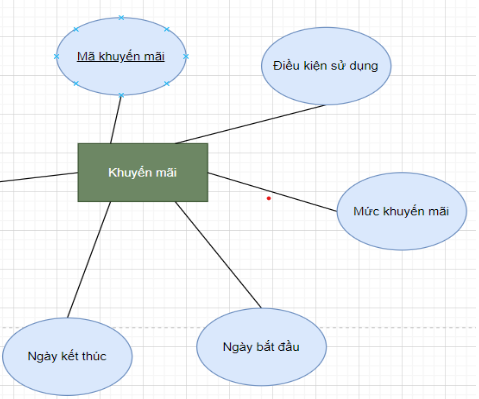 Mã khuyến mãi
Điều kiện sử dụng
Khuyến mãi
Mức khuyến mãi
Ngày kết thúc
Ngày bắt đầu